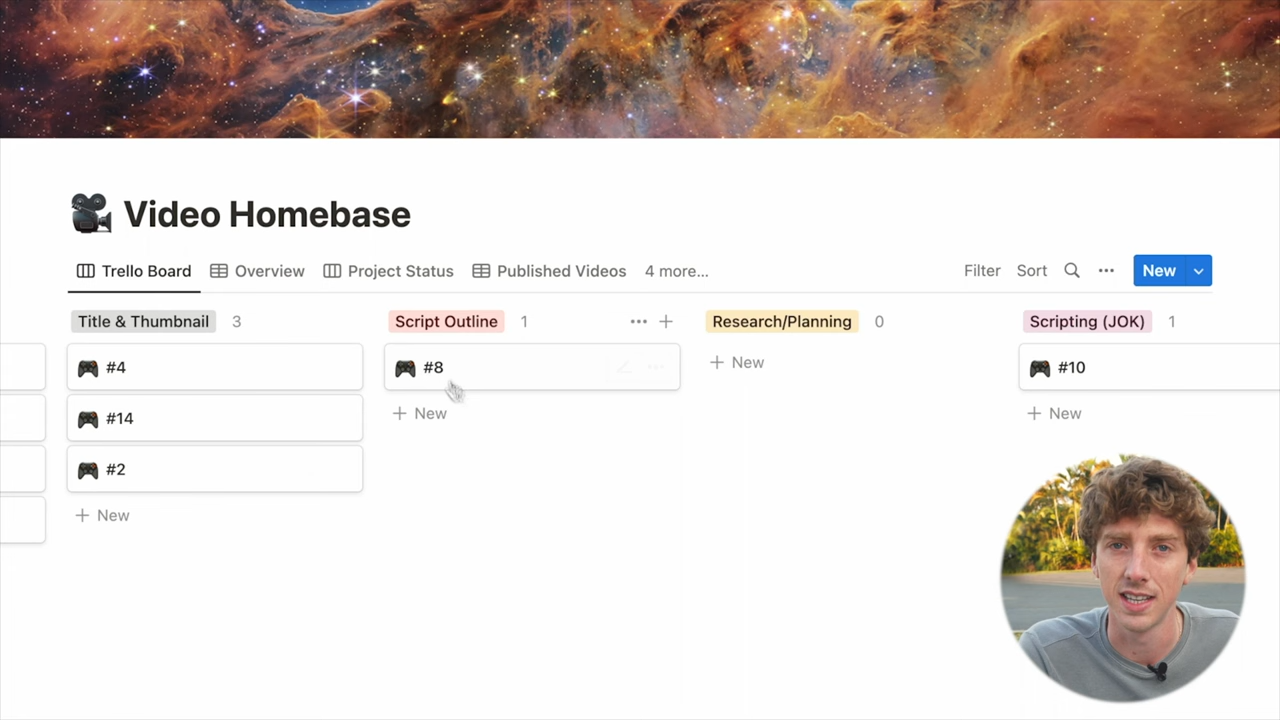 Video Homebase
Trello Board Overview Project Status Published Videos 4 more... Filter Sort New
Title & Thumbnail 3 Script Outline 1 Research/Planning 0 Scripting (JOK) 1
#4 #8 New #10
#14 New New
#2
New